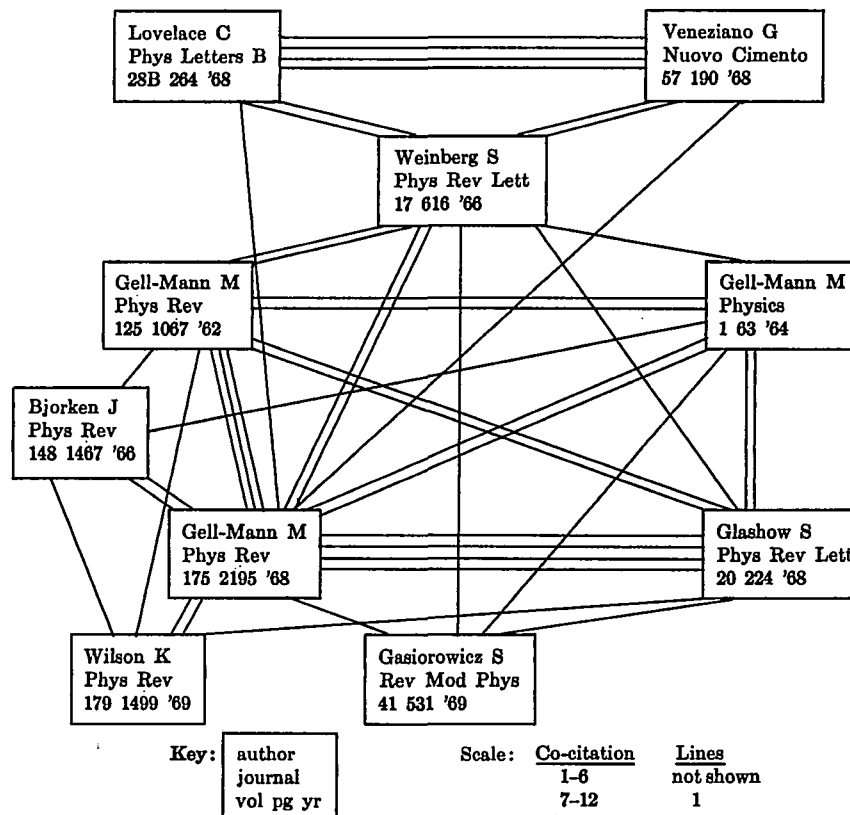 Lovelace C
Phys Letters B
28B 264 '68
Veneziano G
Nuovo Cimento
57 190 '68
Weinberg S
Phys Rev Lett
17 616 '66
Gell-Mann M
Phys Rev
125 1067 '62
Gell-Mann M
Physics
1 63 '64
Bjorken J
Phys Rev
148 1467 '66
Gell-Mann M
Phys Rev
175 2195 '68
Glashow S
Phys Rev Lett
20 224 '68
Wilson K
Phys Rev
179 1499 '69
Gasiorowicz S
Rev Mod Phys
41 531 '69
Key:
author
journal
vol pg yr
Scale: Co-citation Lines
1–6 not shown
7–12 1